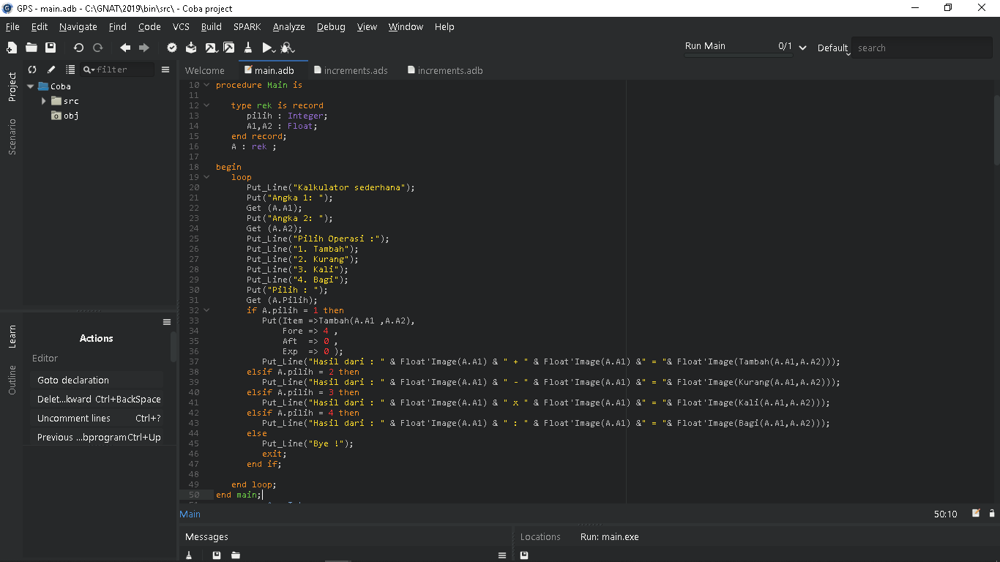 GPS - main.adb - C:\GNAT\2019\bin\src\ - Coba project
File Edit Navigate Find Code VCS Build SPARK Analyze Debug View Window Help
Run Main 0/1 Default search
Project
Scenario
filter
Coba
src
obj
Welcome main.adb increments.ads increments.adb
10 procedure Main is
11
12 type rek is record
13 pilih : Integer;
14 A1,A2 : Float;
15 end record;
16 A : rek ;
17
18 begin
19 loop
20 Put_Line("Kalkulator sederhana");
21 Put("Angka 1: ");
22 Get (A.A1);
23 Put("Angka 2: ");
24 Get (A.A2);
25 Put_Line("Pilih Operasi :");
26 Put_Line("1. Tambah");
27 Put_Line("2. Kurang");
28 Put_Line("3. Kali");
29 Put_Line("4. Bagi");
30 Put("Pilih : ");
31 Get (A.Pilih);
32 if A.pilih = 1 then
33 Put(Item =>Tambah(A.A1 ,A.A2),
34 Fore => 4 ,
35 Aft => 0 ,
36 Exp => 0 );
37 Put_Line("Hasil dari : " & Float'Image(A.A1) & " + " & Float'Image(A.A1) &" = "& Float'Image(Tambah(A.A1,A.A2)));
38 elsif A.pilih = 2 then
39 Put_Line("Hasil dari : " & Float'Image(A.A1) & " - " & Float'Image(A.A1) &" = "& Float'Image(Kurang(A.A1,A.A2)));
40 elsif A.pilih = 3 then
41 Put_Line("Hasil dari : " & Float'Image(A.A1) & " x " & Float'Image(A.A1) &" = "& Float'Image(Kali(A.A1,A.A2)));
42 elsif A.pilih = 4 then
43 Put_Line("Hasil dari : " & Float'Image(A.A1) & " : " & Float'Image(A.A1) &" = "& Float'Image(Bagi(A.A1,A.A2)));
44 else
45 Put_Line("Bye !");
46 exit;
47 end if;
48
49 end loop;
50 end main;
Main 50:10
Learn
Outline
Actions
Editor
Goto declaration
Delet...kward Ctrl+BackSpace
Uncomment lines Ctrl+?
Previous ...bprogram Ctrl+Up
Messages
Locations Run: main.exe